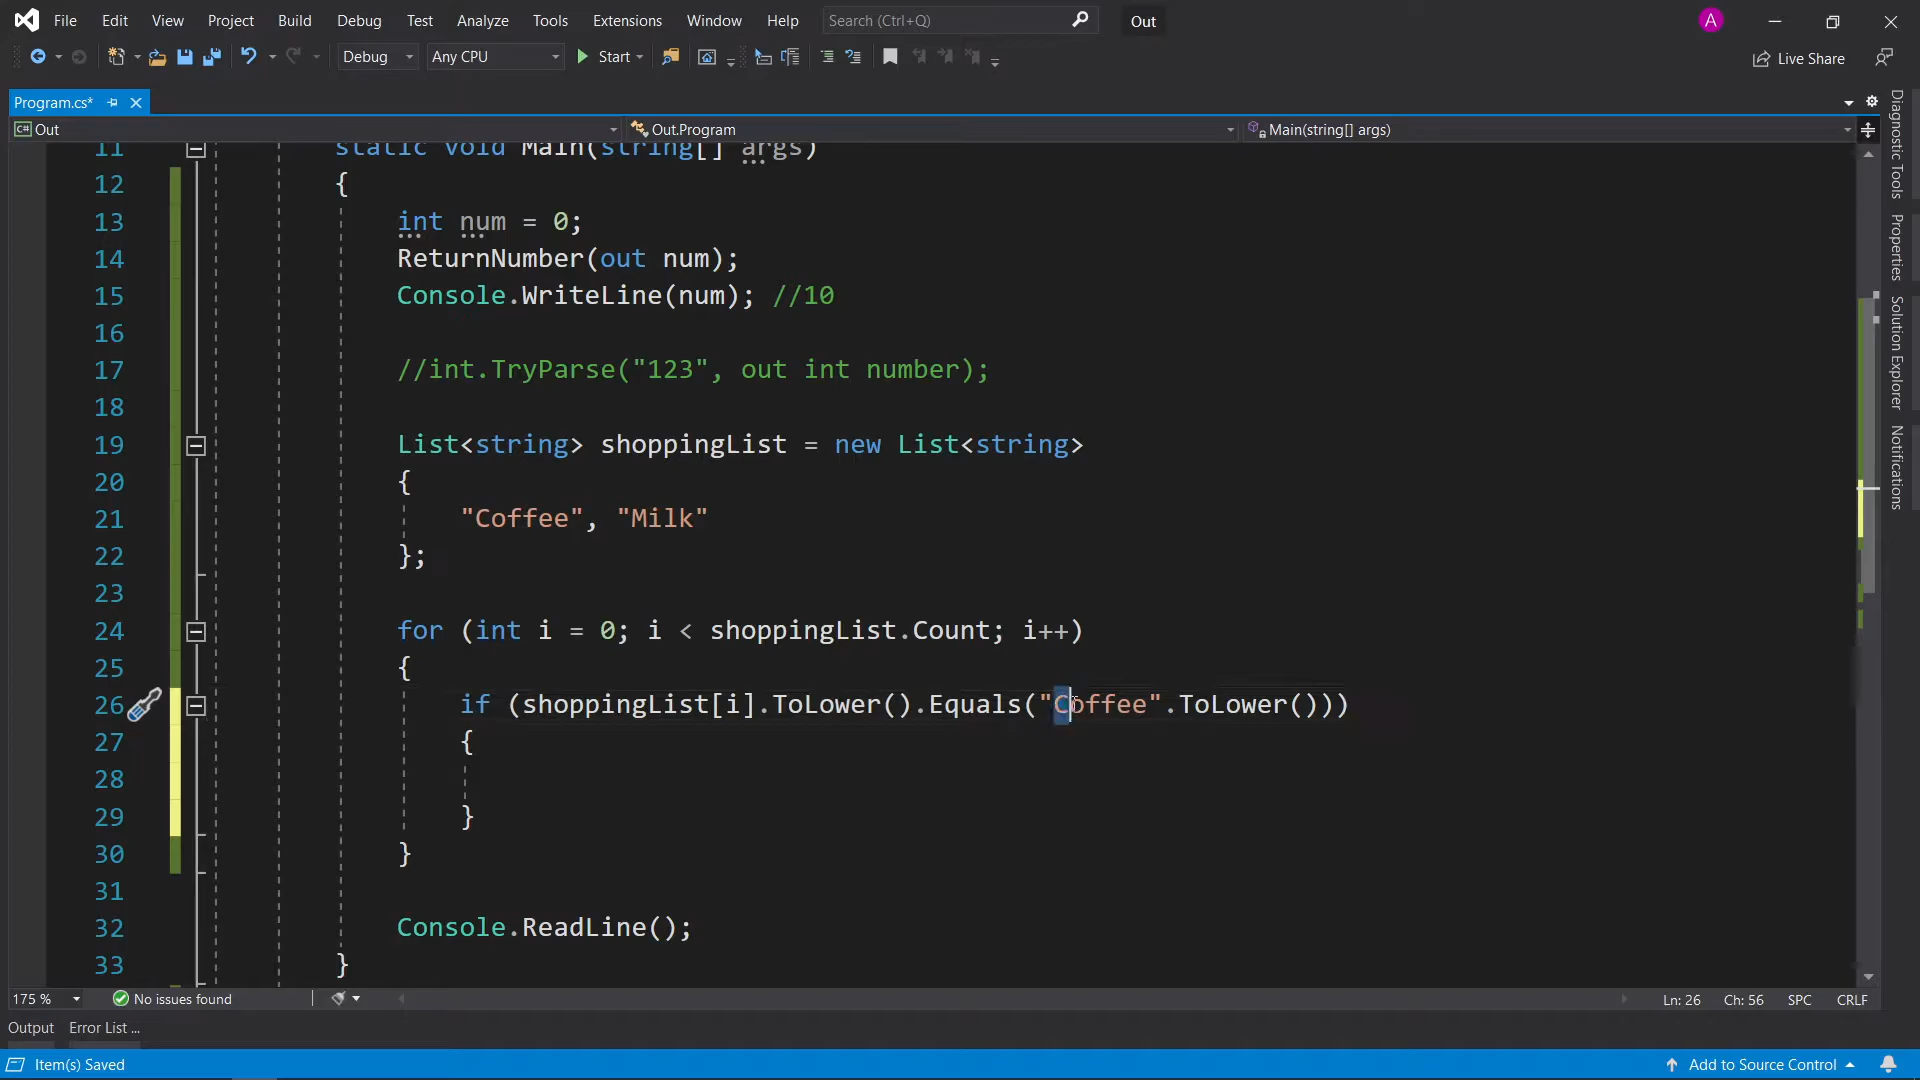 File Edit View Project Build Debug Test Analyze Tools Extensions Window Help Search (Ctrl+Q) Out A
Debug Any CPU Start Live Share
Program.cs*
C# Out Out.Program Main(string[] args)
11 static void Main(string[] args)
12 {
13 int num = 0;
14 ReturnNumber(out num);
15 Console.WriteLine(num); //10
16
17 //int.TryParse("123", out int number);
18
19 List<string> shoppingList = new List<string>
20 {
21 "Coffee", "Milk"
22 };
23
24 for (int i = 0; i < shoppingList.Count; i++)
25 {
26 if (shoppingList[i].ToLower().Equals("Coffee".ToLower()))
27 {
28
29 }
30 }
31
32 Console.ReadLine();
33 }
Diagnostic Tools
Properties
Solution Explorer
Notifications
175 % No issues found Ln: 26 Ch: 56 SPC CRLF
Output Error List ...
Item(s) Saved Add to Source Control